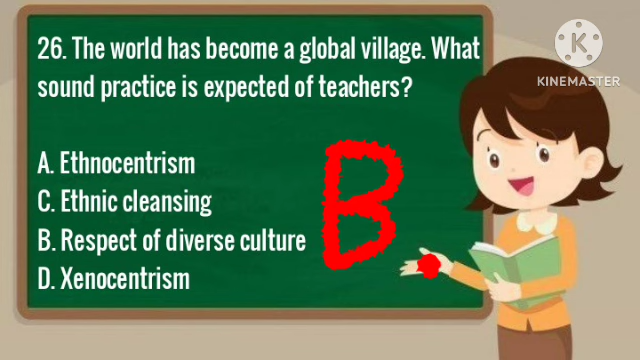 26. The world has become a global village. What
sound practice is expected of teachers?
A. Ethnocentrism
C. Ethnic cleansing
B. Respect of diverse culture
D. Xenocentrism
B
K
KINEMASTER